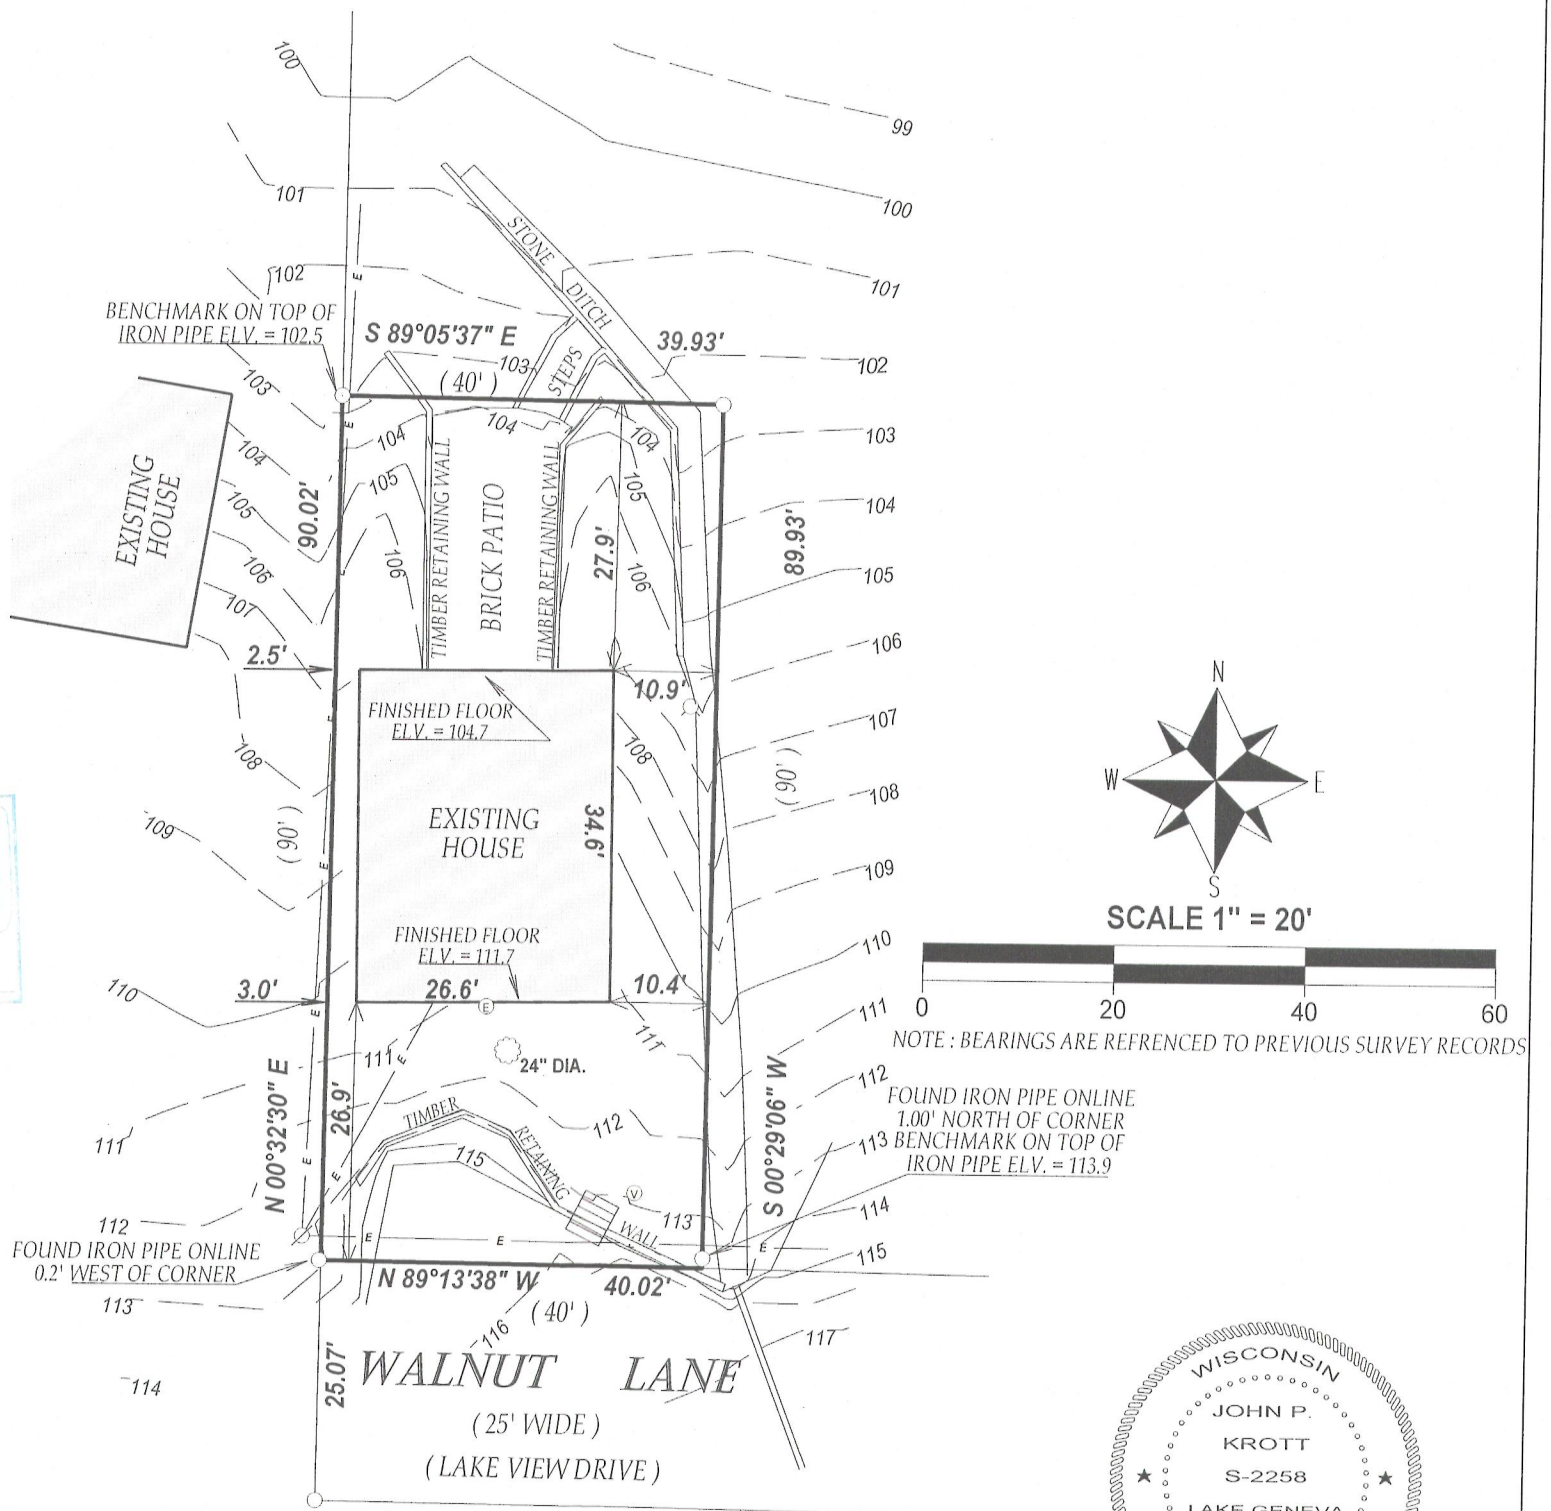 100
99
101
100
STONE
DITCH
102
101
BENCHMARK ON TOP OF
IRON PIPE ELV. = 102.5
S 89°05'37" E
39.93'
103
( 40' )
103
STEPS
102
104
104
104
104
103
EXISTING
HOUSE
105
105
105
104
90.02'
TIMBER RETAINING WALL
BRICK PATIO
TIMBER RETAINING WALL
27.9'
89.93'
106
106
106
105
107
106
2.5'
10.9'
FINISHED FLOOR
ELV. = 104.7
107
108
108
( 90' )
108
109
( 90' )
EXISTING
HOUSE
34.6'
109
FINISHED FLOOR
ELV. = 111.7
110
110
3.0'
26.6'
E
10.4'
111
111
111
24" DIA.
112
N 00°32'30" E
26.9'
TIMBER
RETAINING
WALL
112
111
115
113
V
113
S 00°29'06" W
114
112
115
FOUND IRON PIPE ONLINE
0.2' WEST OF CORNER
113
E
E
E
N 89°13'38" W
40.02'
( 40' )
116
117
114
25.07'
WALNUT LANE
( 25' WIDE )
( LAKE VIEW DRIVE )
N
W
E
S
SCALE 1" = 20'
0
20
40
60
NOTE : BEARINGS ARE REFRENCED TO PREVIOUS SURVEY RECORDS
FOUND IRON PIPE ONLINE
1.00' NORTH OF CORNER
BENCHMARK ON TOP OF
IRON PIPE ELV. = 113.9
WISCONSIN
JOHN P.
KROTT
S-2258
LAKE GENEVA